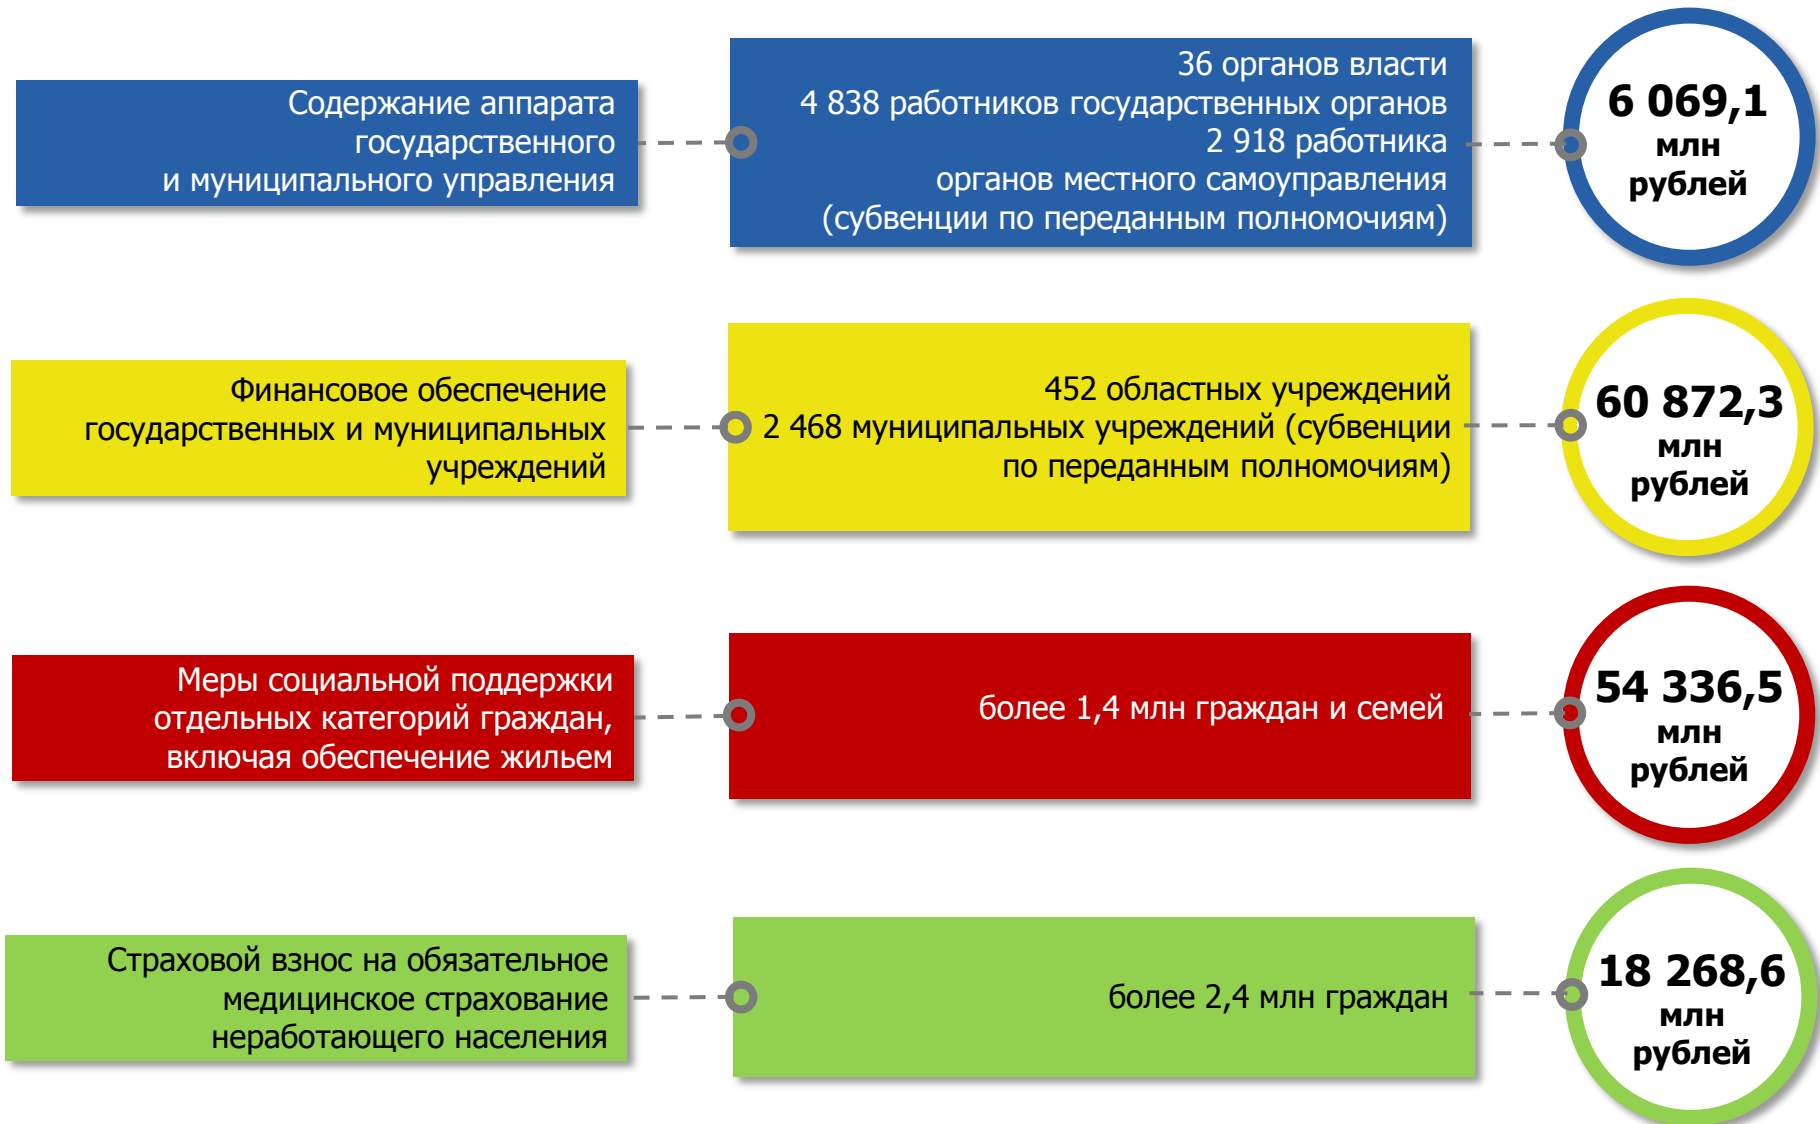 Содержание аппарата
государственного
и муниципального управления
36 органов власти
4 838 работников государственных органов
2 918 работника
органов местного самоуправления
(субвенции по переданным полномочиям)
6 069,1
млн
рублей
Финансовое обеспечение
государственных и муниципальных
учреждений
452 областных учреждений
2 468 муниципальных учреждений (субвенции
по переданным полномочиям)
60 872,3
млн
рублей
Меры социальной поддержки
отдельных категорий граждан,
включая обеспечение жильем
более 1,4 млн граждан и семей
54 336,5
млн
рублей
Страховой взнос на обязательное
медицинское страхование
неработающего населения
более 2,4 млн граждан
18 268,6
млн
рублей